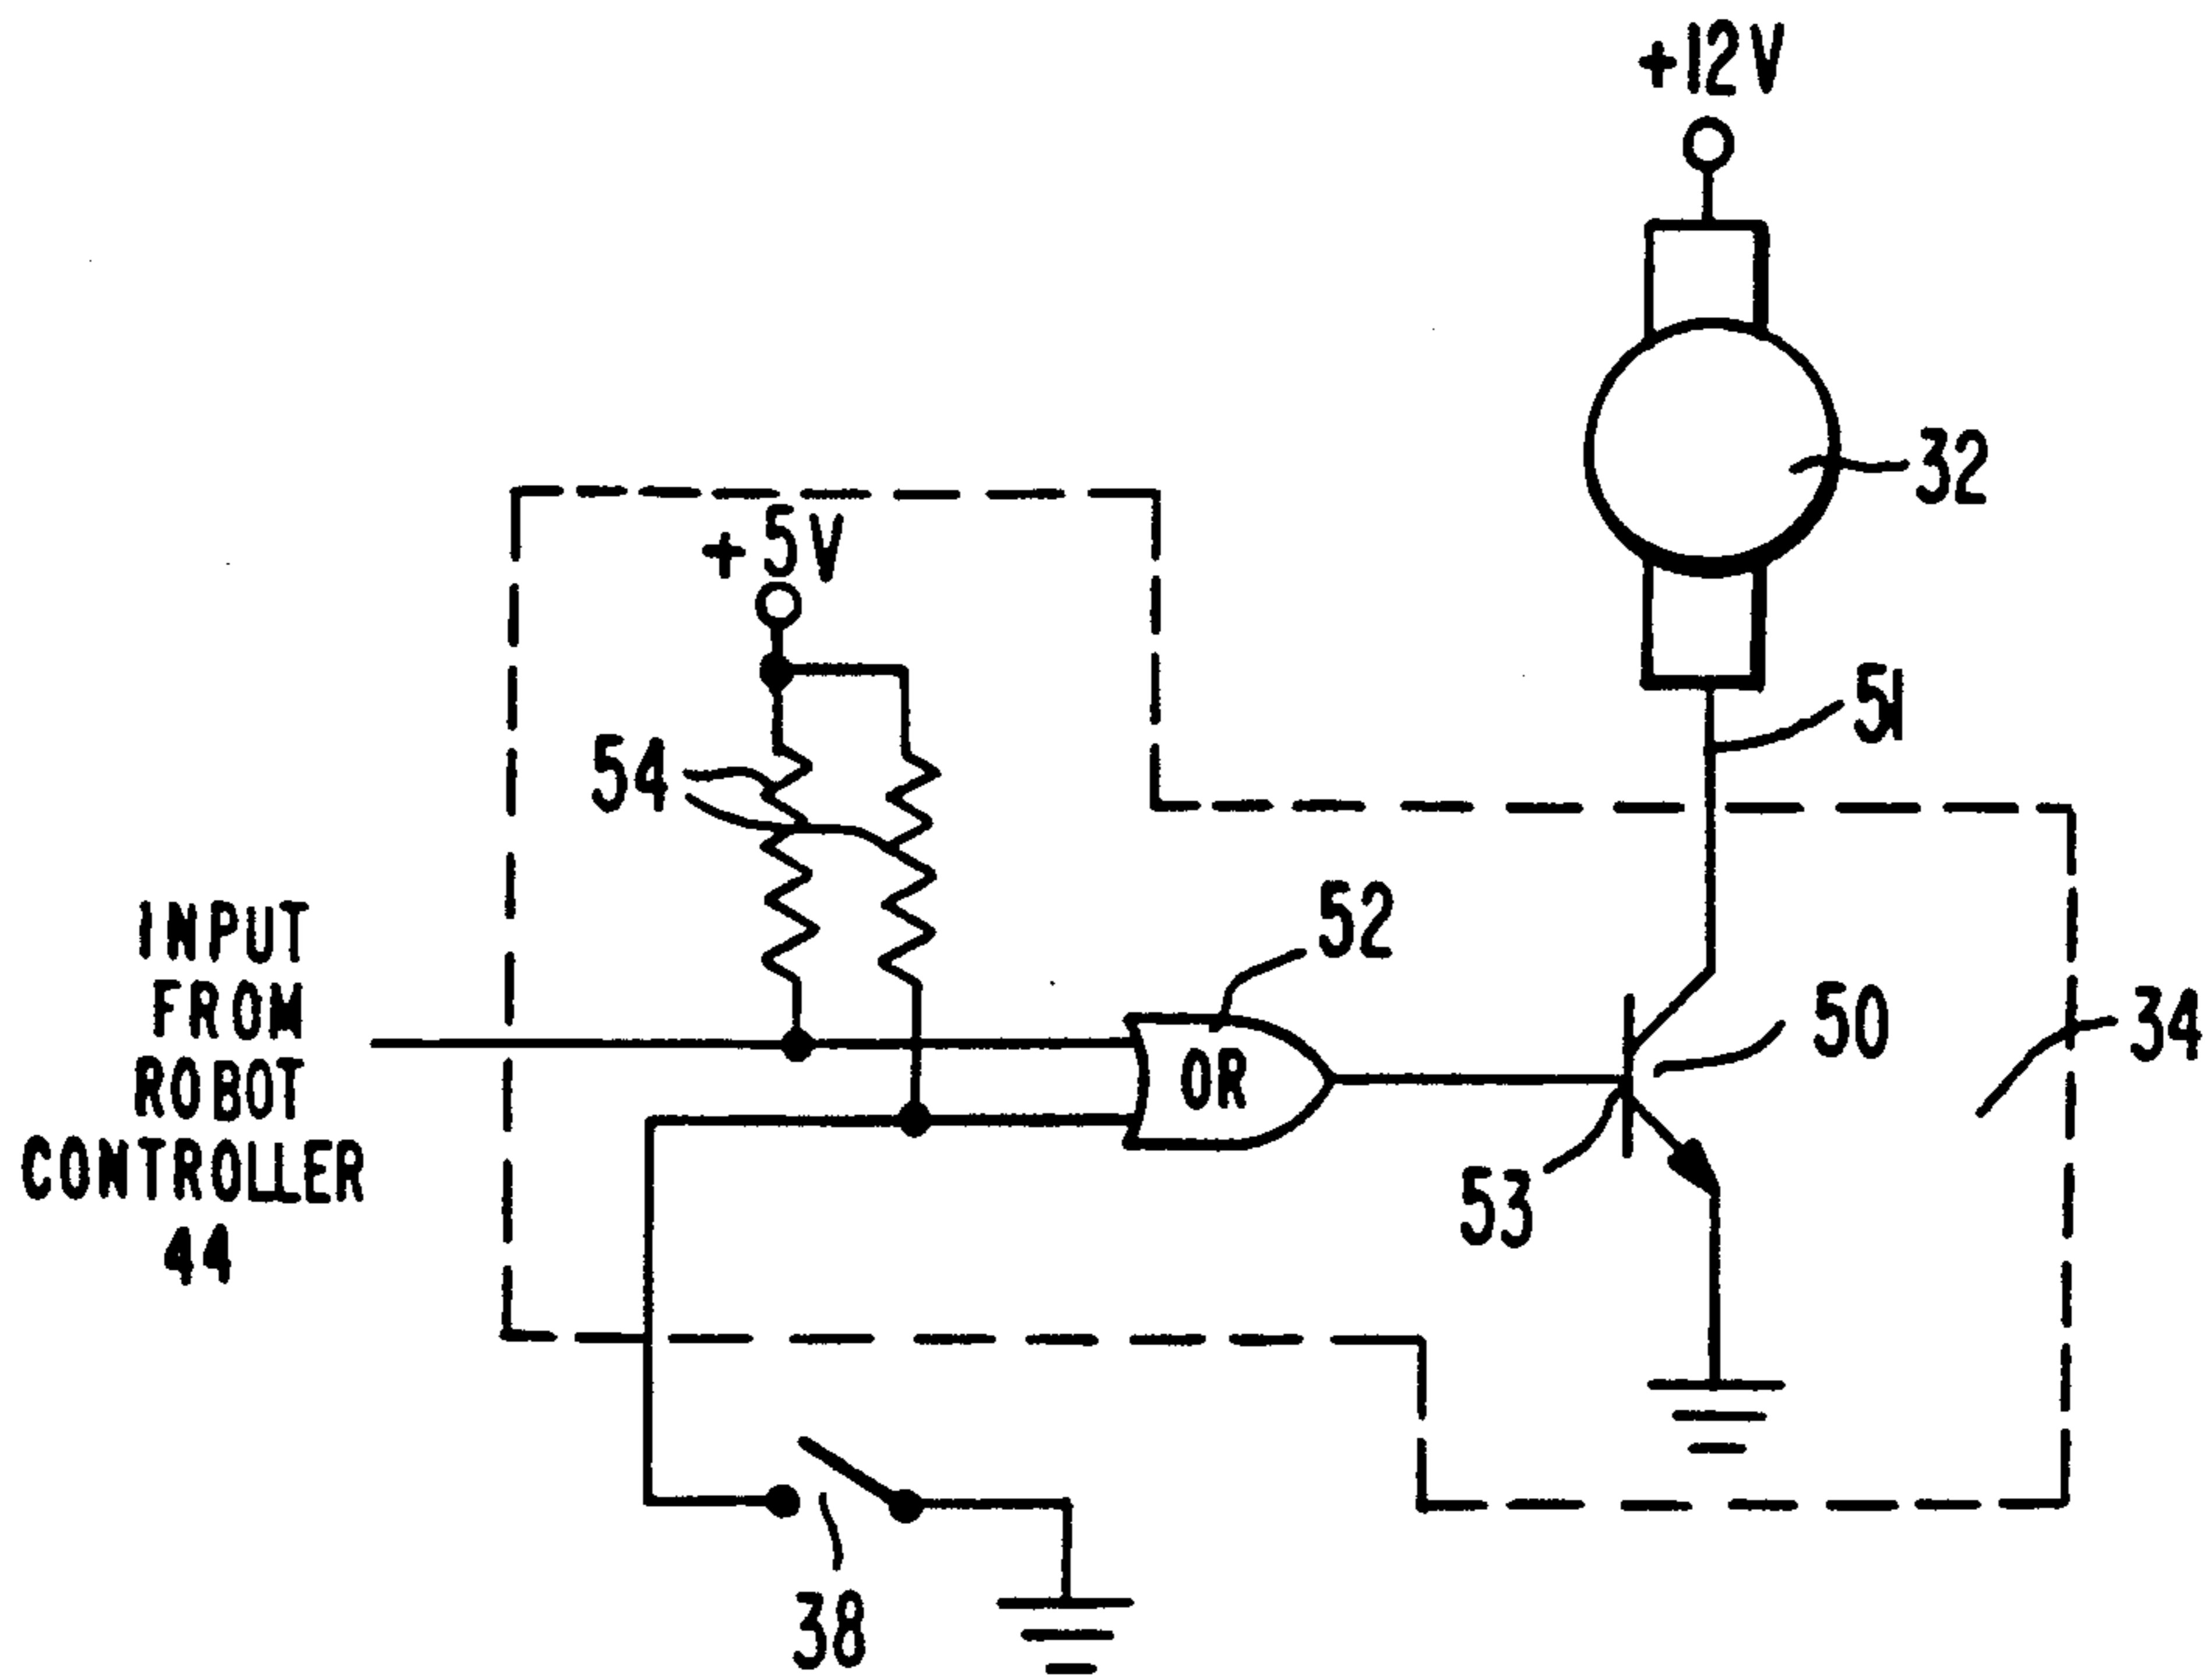 +12V
32
+5V
51
54
52
INPUT
FROM
ROBOT
CONTROLLER
44
OR
50
34
53
38